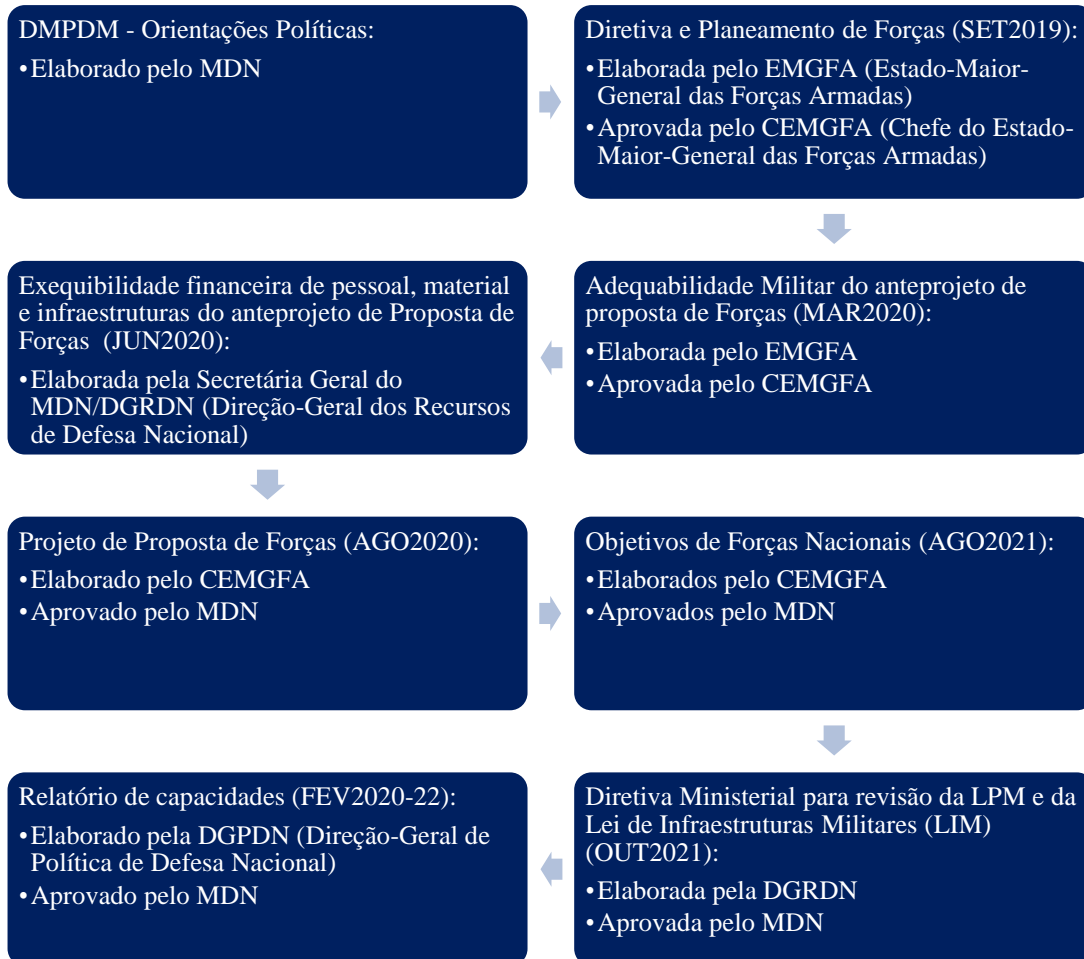 DMPDM - Orientações Políticas:
•Elaborado pelo MDN
Diretiva e Planeamento de Forças (SET2019):
•Elaborada pelo EMGFA (Estado-Maior-
General das Forças Armadas)
•Aprovada pelo CEMGFA (Chefe do Estado-
Maior-General das Forças Armadas)
Adequabilidade Militar do anteprojeto de
proposta de Forças (MAR2020):
•Elaborada pelo EMGFA
•Aprovada pelo CEMGFA
Exequibilidade financeira de pessoal, material
e infraestruturas do anteprojeto de Proposta de
Forças (JUN2020):
•Elaborada pela Secretária Geral do
MDN/DGRDN (Direção-Geral dos Recursos
de Defesa Nacional)
Projeto de Proposta de Forças (AGO2020):
•Elaborado pelo CEMGFA
•Aprovado pelo MDN
Objetivos de Forças Nacionais (AGO2021):
•Elaborados pelo CEMGFA
•Aprovados pelo MDN
Diretiva Ministerial para revisão da LPM e da
Lei de Infraestruturas Militares (LIM)
(OUT2021):
•Elaborada pela DGRDN
•Aprovada pelo MDN
Relatório de capacidades (FEV2020-22):
•Elaborado pela DGPDN (Direção-Geral de
Política de Defesa Nacional)
•Aprovado pelo MDN